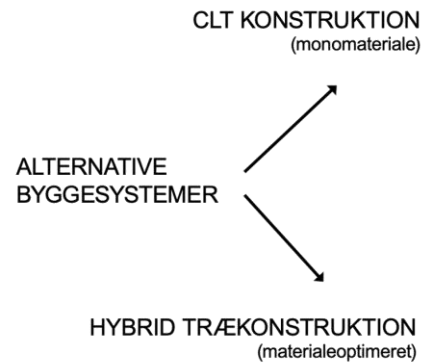 CLT KONSTRUKTION
(monomateriale)
ALTERNATIVE
BYGGESYSTEMER
HYBRID TRÆKONSTRUKTION
(materialeoptimeret)